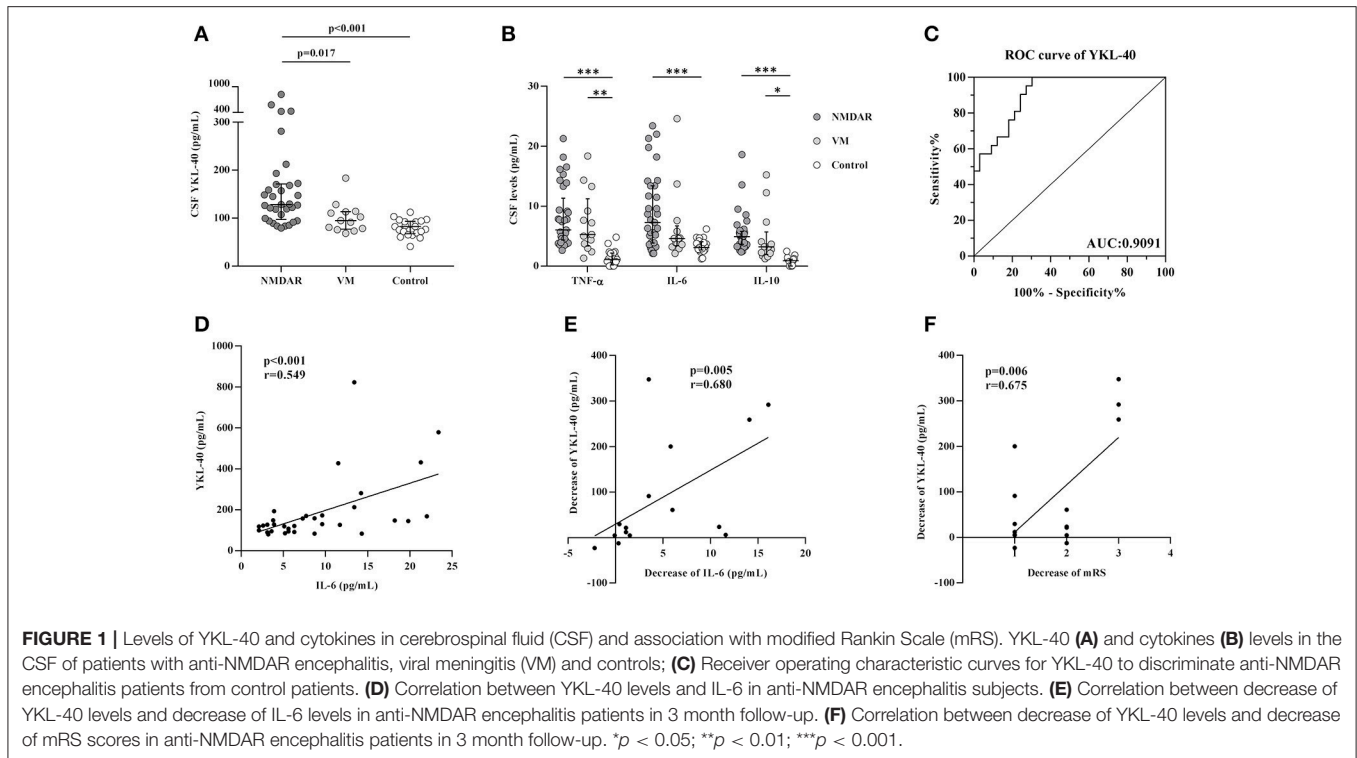 A
p<0.001
p=0.017
CSF YKL-40 (pg/mL)
1000
400
300
200
100
0
NMDAR
VM
Control
B
***
***
***
**
*
CSF levels (pg/mL)
30
20
10
0
TNF-α
IL-6
IL-10
NMDAR
VM
Control
C
ROC curve of YKL-40
Sensitivity%
100
80
60
40
20
0
0
20
40
60
80
100
AUC:0.9091
100% - Specificity%
D
p<0.001
r=0.549
YKL-40 (pg/mL)
1000
800
600
400
200
0
0
5
10
15
20
25
IL-6 (pg/mL)
E
p=0.005
r=0.680
Decrease of YKL-40 (pg/mL)
400
300
200
100
-100
-5
5
10
15
20
Decrease of IL-6 (pg/mL)
F
p=0.006
r=0.675
Decrease of YKL-40 (pg/mL)
400
300
200
100
0
-100
1
2
3
4
Decrease of mRS
FIGURE 1 | Levels of YKL-40 and cytokines in cerebrospinal fluid (CSF) and association with modified Rankin Scale (mRS). YKL-40 (A) and cytokines (B) levels in the
CSF of patients with anti-NMDAR encephalitis, viral meningitis (VM) and controls; (C) Receiver operating characteristic curves for YKL-40 to discriminate anti-NMDAR
encephalitis patients from control patients. (D) Correlation between YKL-40 levels and IL-6 in anti-NMDAR encephalitis subjects. (E) Correlation between decrease of
YKL-40 levels and decrease of IL-6 levels in anti-NMDAR encephalitis patients in 3 month follow-up. (F) Correlation between decrease of YKL-40 levels and decrease
of mRS scores in anti-NMDAR encephalitis patients in 3 month follow-up. *p < 0.05; **p < 0.01; ***p < 0.001.